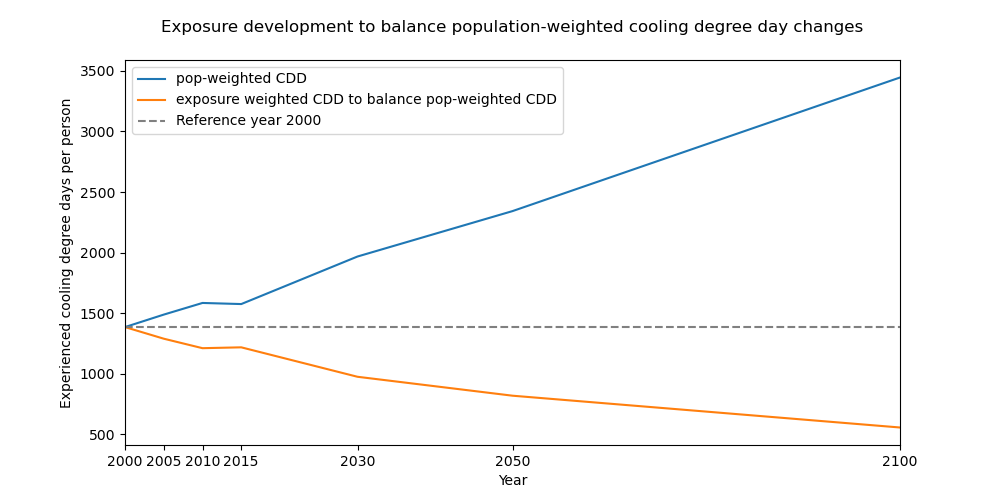 Exposure development to balance population-weighted cooling degree day changes
pop-weighted CDD
exposure weighted CDD to balance pop-weighted CDD
Reference year 2000
Experienced cooling degree days per person
3500
3000
2500
2000
1500
1000
500
2000 2005 2010 2015 2030 2050 2100
Year